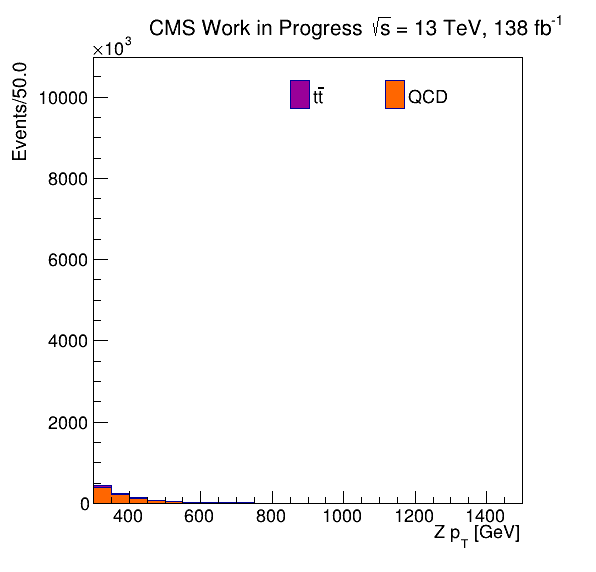 CMS Work in Progress √s = 13 TeV, 138 fb⁻¹
×10³
Events/50.0
tt̄
QCD
10000
8000
6000
4000
2000
0
400 600 800 1000 1200 1400
Z p_T [GeV]